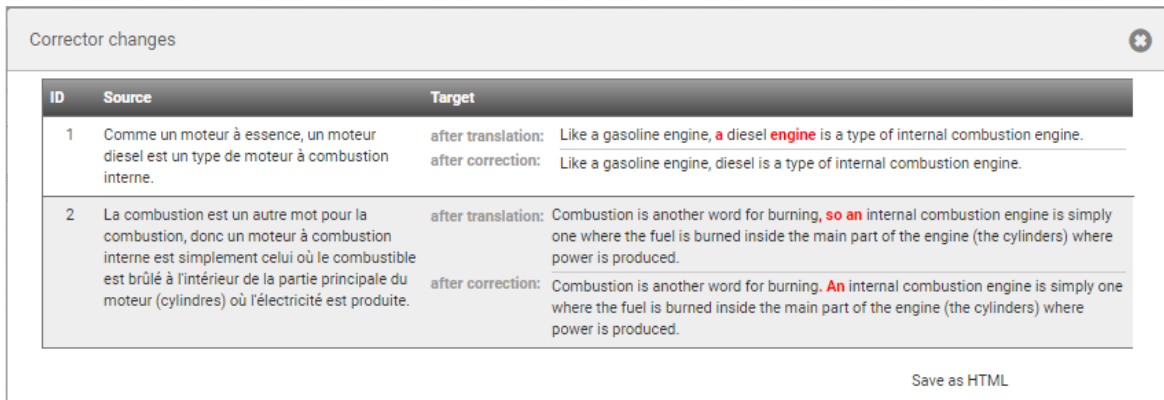 Corrector changes
ID Source Target
1 Comme un moteur à essence, un moteur
diesel est un type de moteur à combustion
interne.
after translation: Like a gasoline engine, a diesel engine is a type of internal combustion engine.
after correction: Like a gasoline engine, diesel is a type of internal combustion engine.
2 La combustion est un autre mot pour la
combustion, donc un moteur à combustion
interne est simplement celui où le combustible
est brûlé à l'intérieur de la partie principale du
moteur (cylindres) où l'électricité est produite.
after translation: Combustion is another word for burning, so an internal combustion engine is simply
one where the fuel is burned inside the main part of the engine (the cylinders) where
power is produced.
after correction: Combustion is another word for burning. An internal combustion engine is simply one
where the fuel is burned inside the main part of the engine (the cylinders) where
power is produced.
Save as HTML